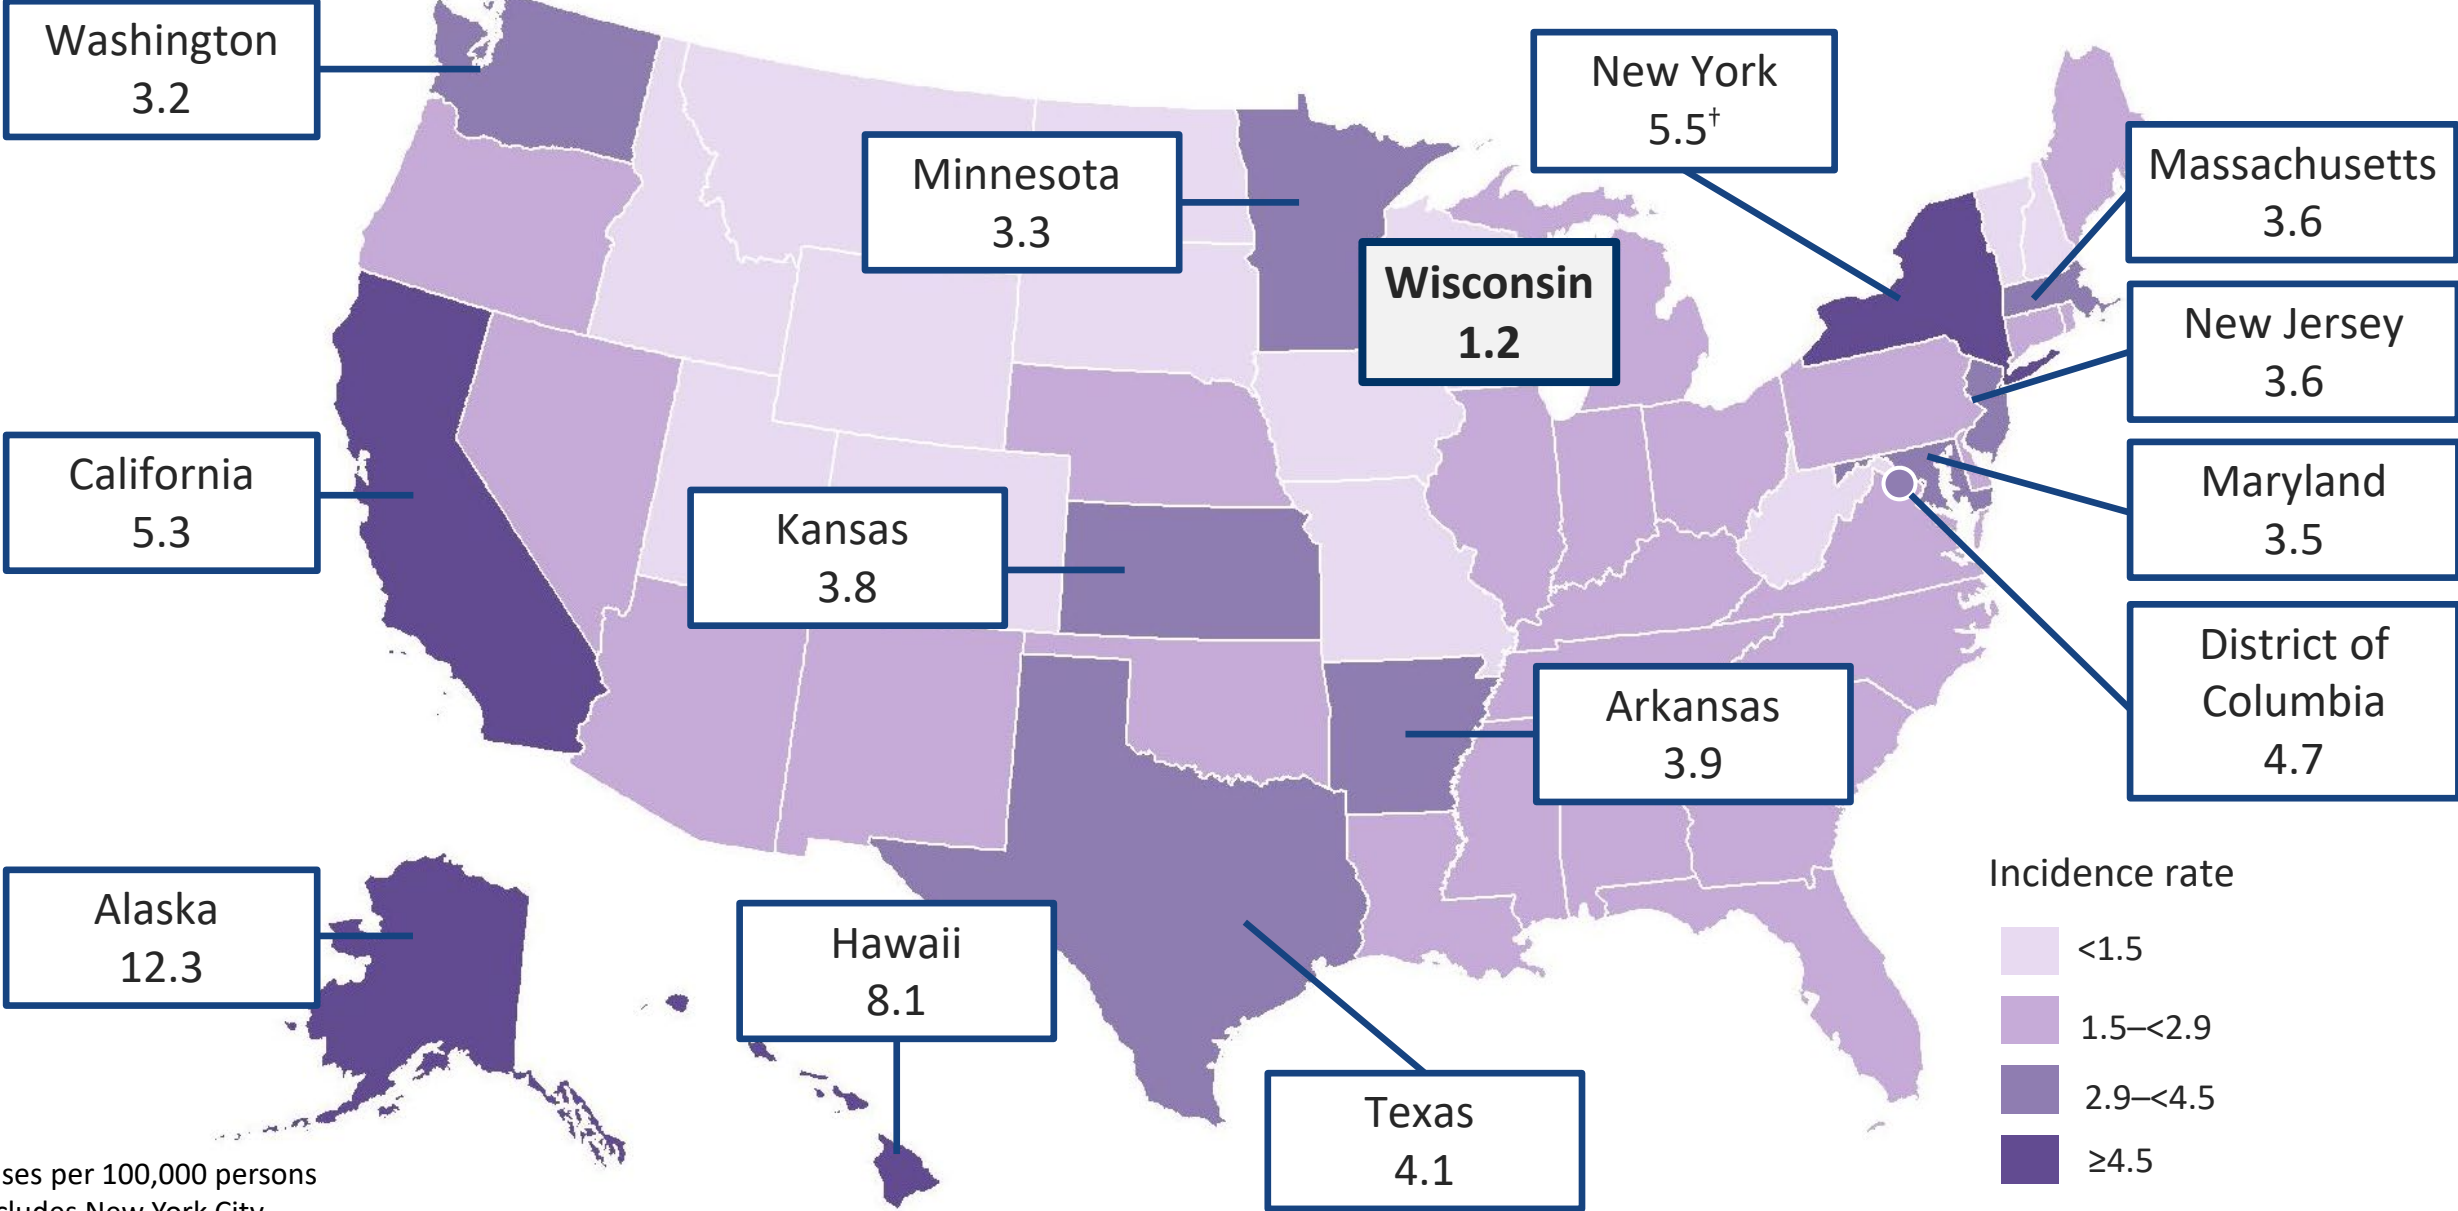 Washington
3.2
New York
5.5†
Minnesota
3.3
Massachusetts
3.6
Wisconsin
1.2
New Jersey
3.6
California
5.3
Kansas
3.8
Maryland
3.5
District of
Columbia
4.7
Arkansas
3.9
Alaska
12.3
Hawaii
8.1
Texas
4.1
Incidence rate
<1.5
1.5–<2.9
2.9–<4.5
≥4.5
per 100,000 persons
New York City